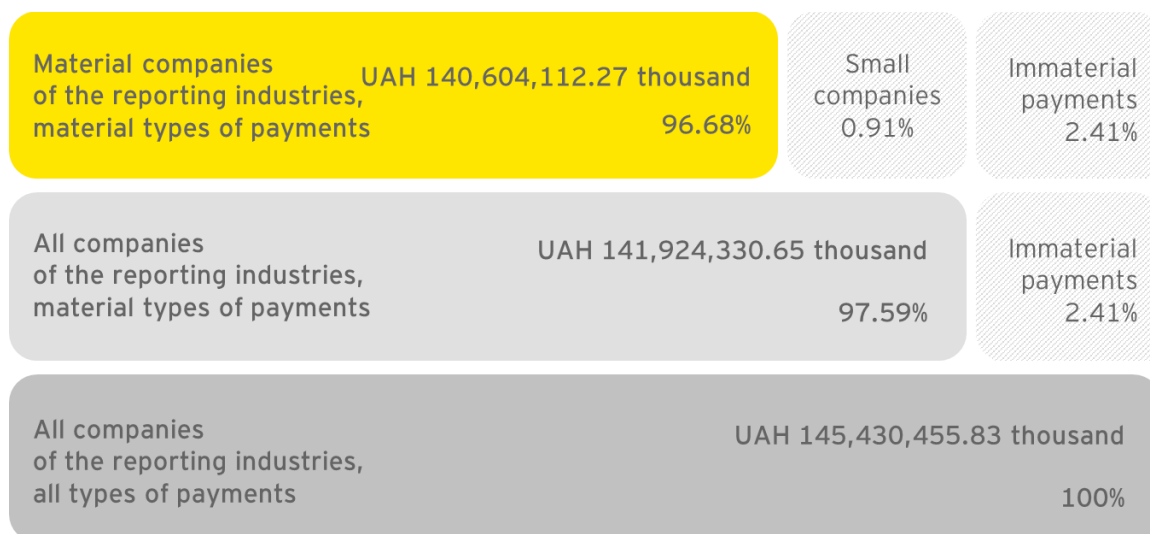 Material companies
of the reporting industries,
material types of payments
UAH 140,604,112.27 thousand
96.68%
Small
companies
0.91%
Immaterial
payments
2.41%
All companies
of the reporting industries,
material types of payments
UAH 141,924,330.65 thousand
97.59%
Immaterial
payments
2.41%
All companies
of the reporting industries,
all types of payments
UAH 145,430,455.83 thousand
100%